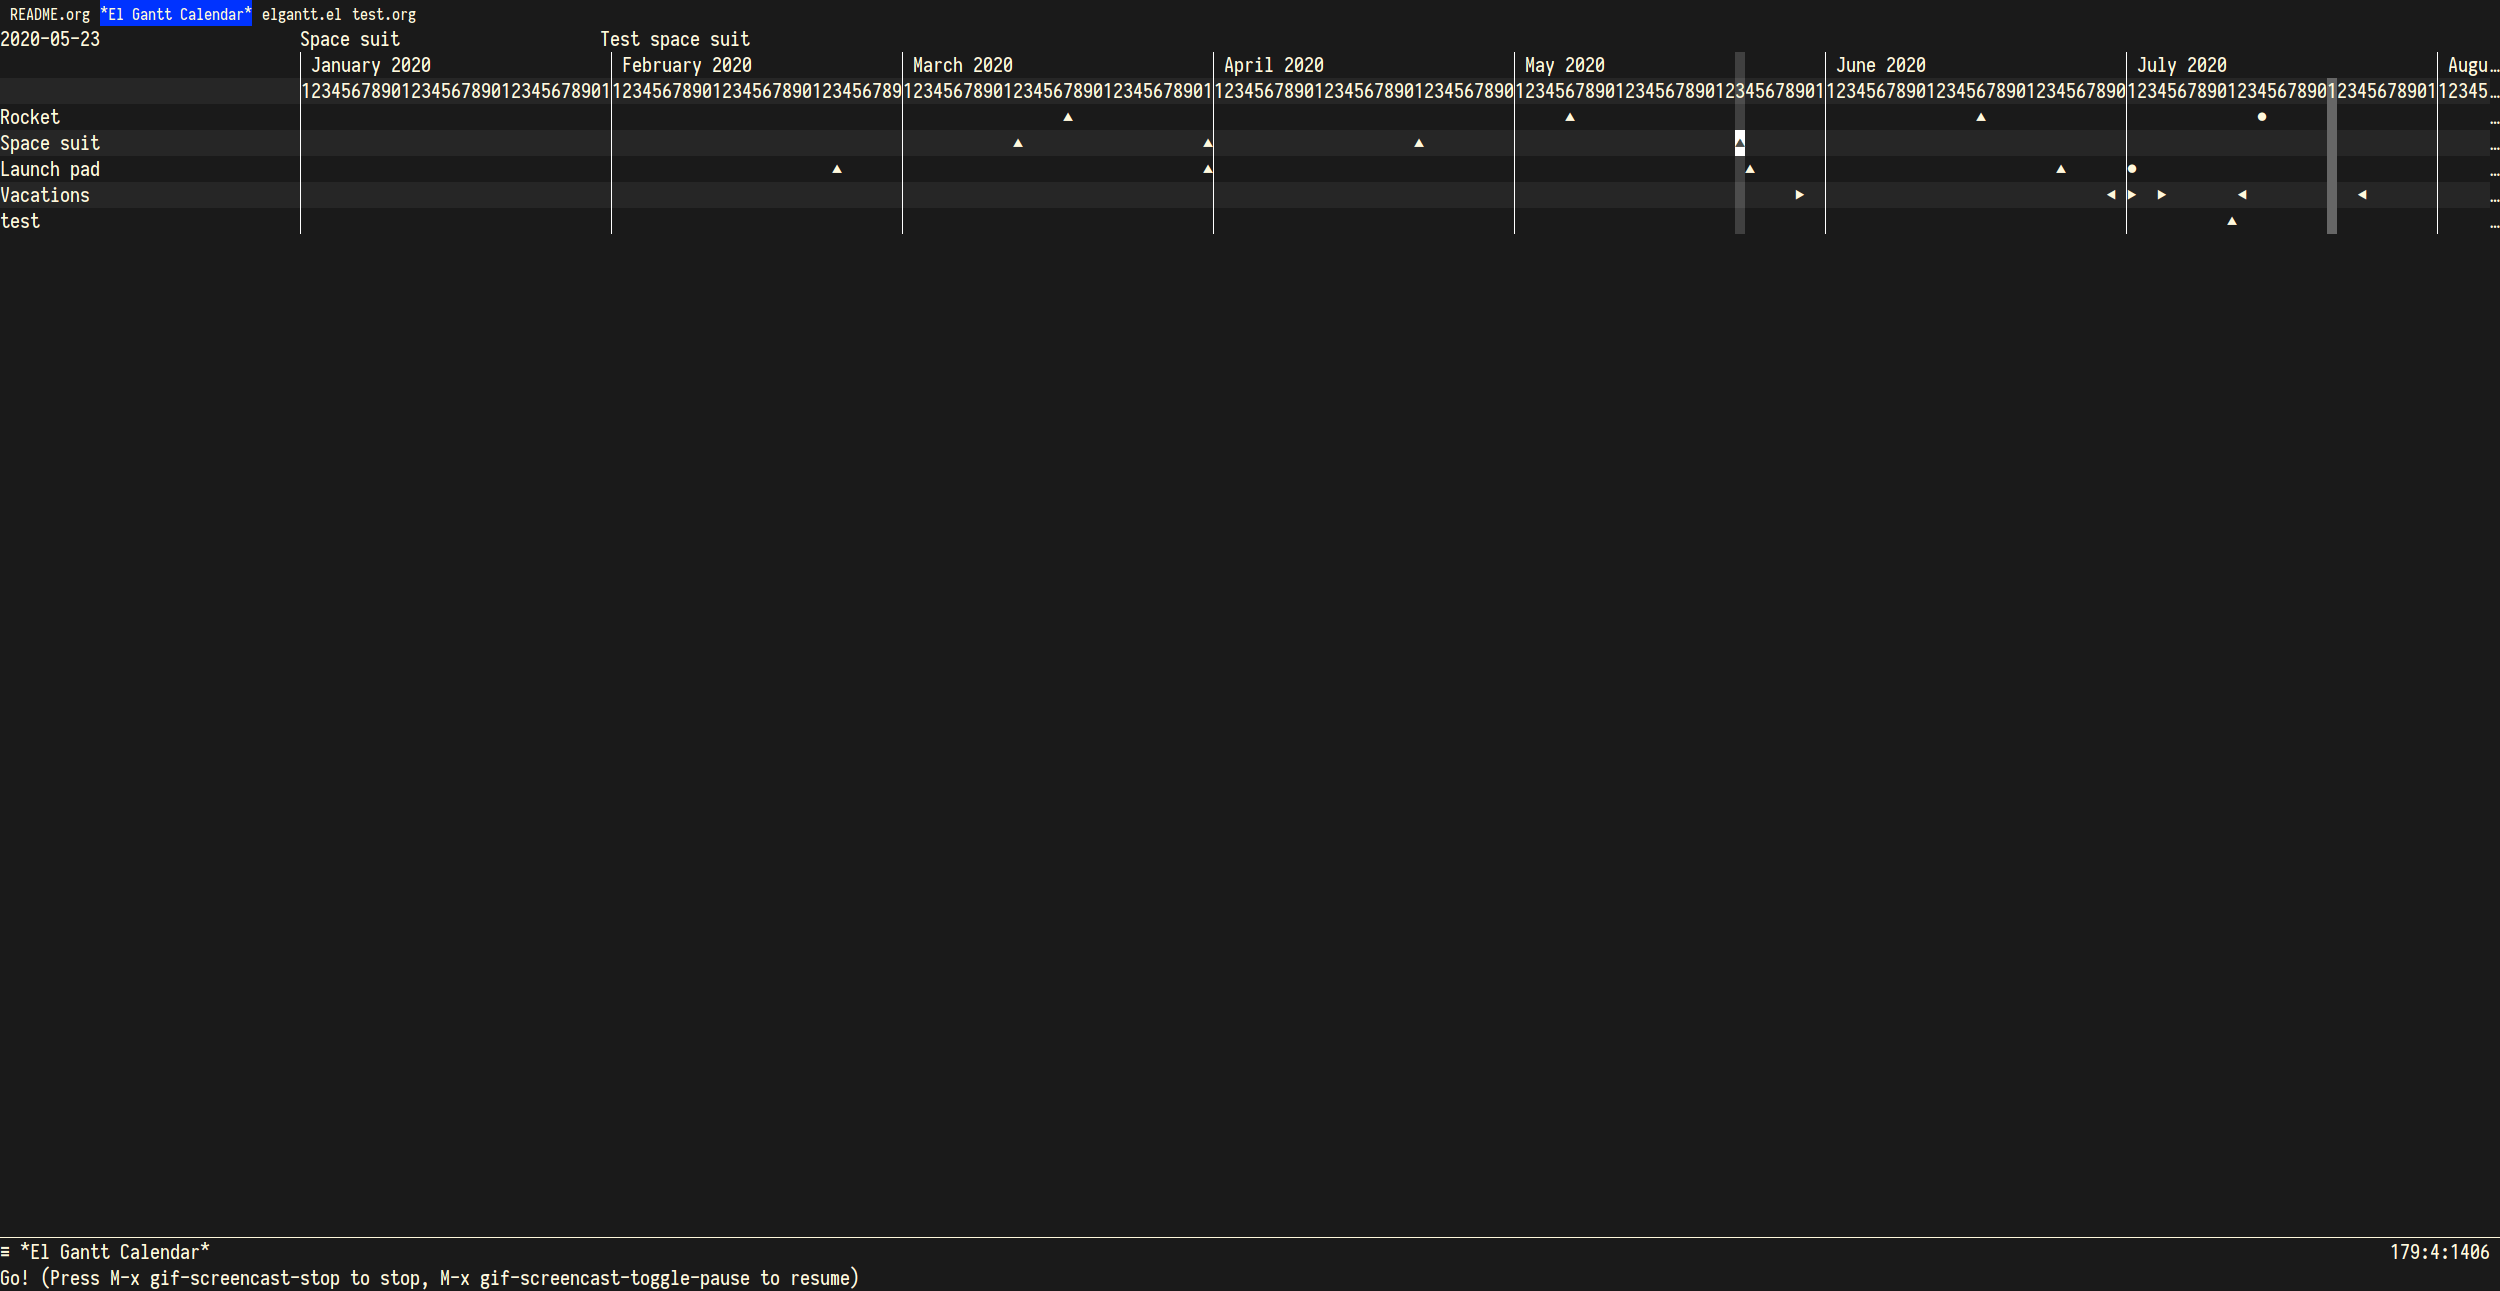 README.org *El Gantt Calendar* elgantt.el test.org
2020-05-23 Space suit Test space suit
January 2020 February 2020 March 2020 April 2020 May 2020 June 2020 July 2020 Augu…
1234567890123456789012345678901 12345678901234567890123456789 1234567890123456789012345678901 123456789012345678901234567890 1234567890123456789012345678901 123456789012345678901234567890 1234567890123456789012345678901 12345…
Rocket ▲ ▲ ▲ ● …
Space suit ▲ ▲ ▲ ▲ …
Launch pad ▲ ▲ ▲ ▲ ● …
Vacations ▶ ◀ ▶ ▶ ◀ ◀ …
test ▲ …
≡ *El Gantt Calendar* 179:4:1406
Go! (Press M-x gif-screencast-stop to stop, M-x gif-screencast-toggle-pause to resume)